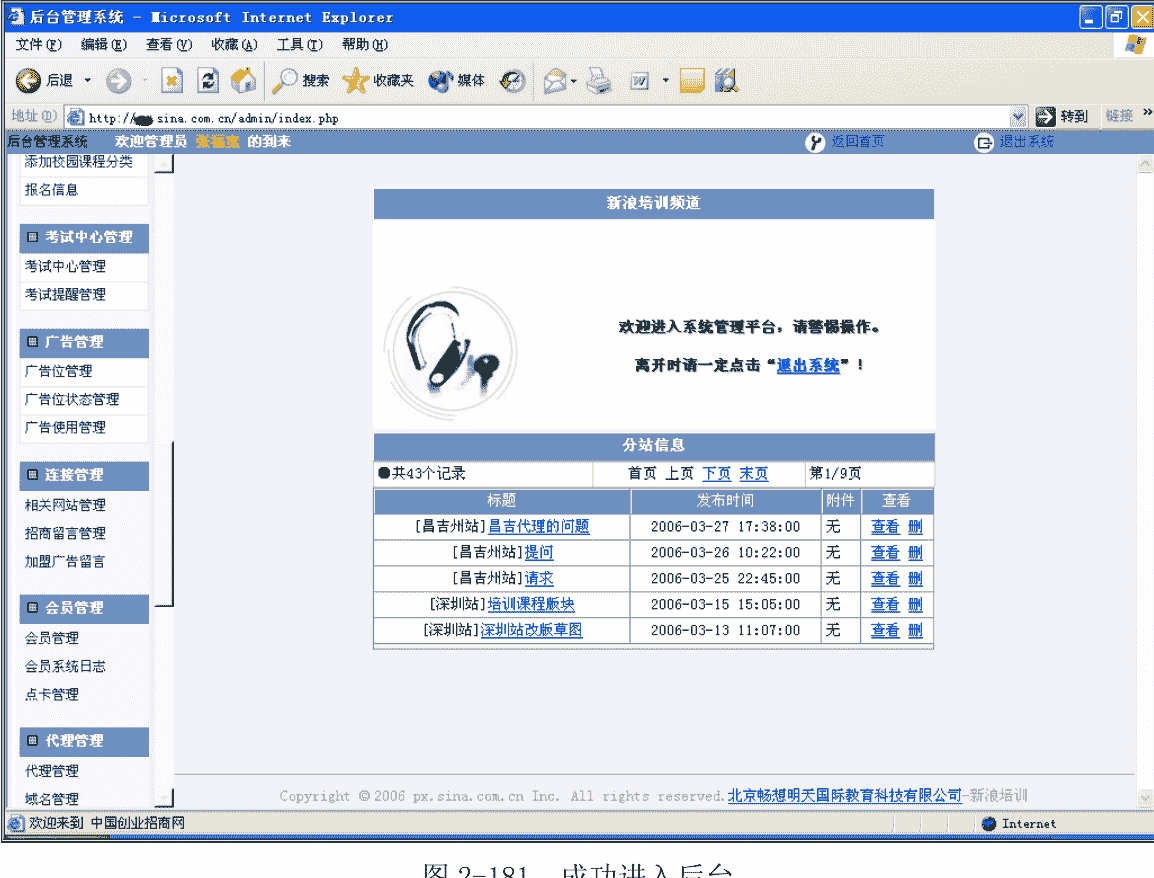 后台管理系统 - Microsoft Internet Explorer
文件(F) 编辑(E) 查看(V) 收藏(A) 工具(T) 帮助(H)
后退 搜索 收藏夹 媒体
地址(D) http:// sina.com.cn/admin/index.php 转到 链接 »
后台管理系统 欢迎管理员 的到来 返回首页 退出系统
添加校园课程分类
报名信息
考试中心管理
考试中心管理
考试提醒管理
广告管理
广告位管理
广告位状态管理
广告使用管理
连接管理
相关网站管理
招商留言管理
加盟广告留言
会员管理
会员管理
会员系统日志
点卡管理
代理管理
代理管理
域名管理
新浪培训频道
欢迎进入系统管理平台，请警惕操作。
离开时请一定点击“退出系统”！
分站信息
●共43个记录 首页 上页 下页 末页 第1/9页
标题 发布时间 附件 查看
[昌吉州站]昌吉代理的问题 2006-03-27 17:38:00 无 查看 删
[昌吉州站]提问 2006-03-26 10:22:00 无 查看 删
[昌吉州站]请求 2006-03-25 22:45:00 无 查看 删
[深圳站]培训课程版块 2006-03-15 15:05:00 无 查看 删
[深圳站]深圳站改版草图 2006-03-13 11:07:00 无 查看 删
Copyright © 2006 px.sina.com.cn Inc. All rights reserved.北京畅想明天国际教育科技有限公司-新浪培训
欢迎来到 中国创业招商网 Internet
图 2-181 成功进入后台